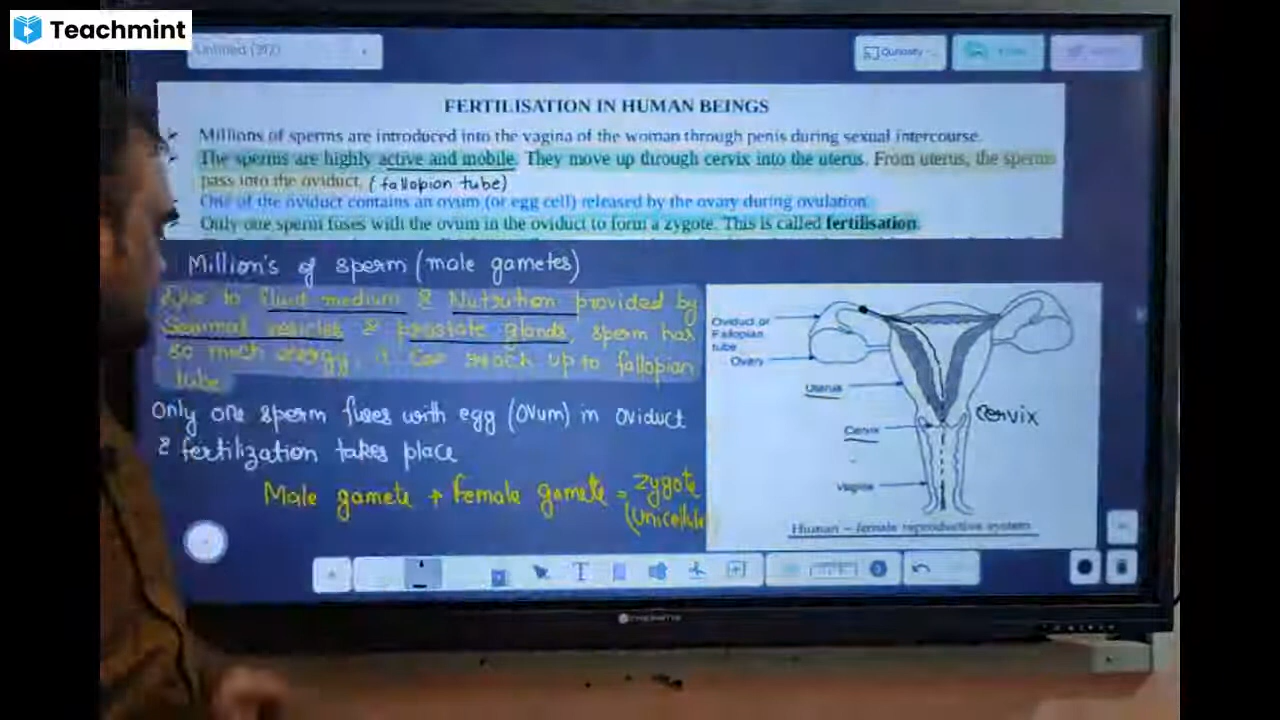 Teachmint
Untitled
FERTILISATION IN HUMAN BEINGS
Millions of sperms are introduced into the vagina of the woman through penis during sexual intercourse.
The sperms are highly active and mobile. They move up through cervix into the uterus. From uterus, the sperms
pass into the oviduct. (fallopian tube)
One of the oviduct contains an ovum (or egg cell) released by the ovary during ovulation.
Only one sperm fuses with the ovum in the oviduct to form a zygote. This is called fertilisation.
Million's of sperm (male gametes)
Due to fluid medium & Nutrition provided by
Seminal vesicles & prostate glands, sperm has
so much energy, it can reach up to fallopian
tube
Only one sperm fuses with egg (Ovum) in oviduct
& fertilization takes place
Male gamete + Female gamete = Zygote
(Unicellular
Oviduct or
Fallopian
tube
Ovary
Uterus
Cervix
Cervix
Vagina
Human – female reproductive system